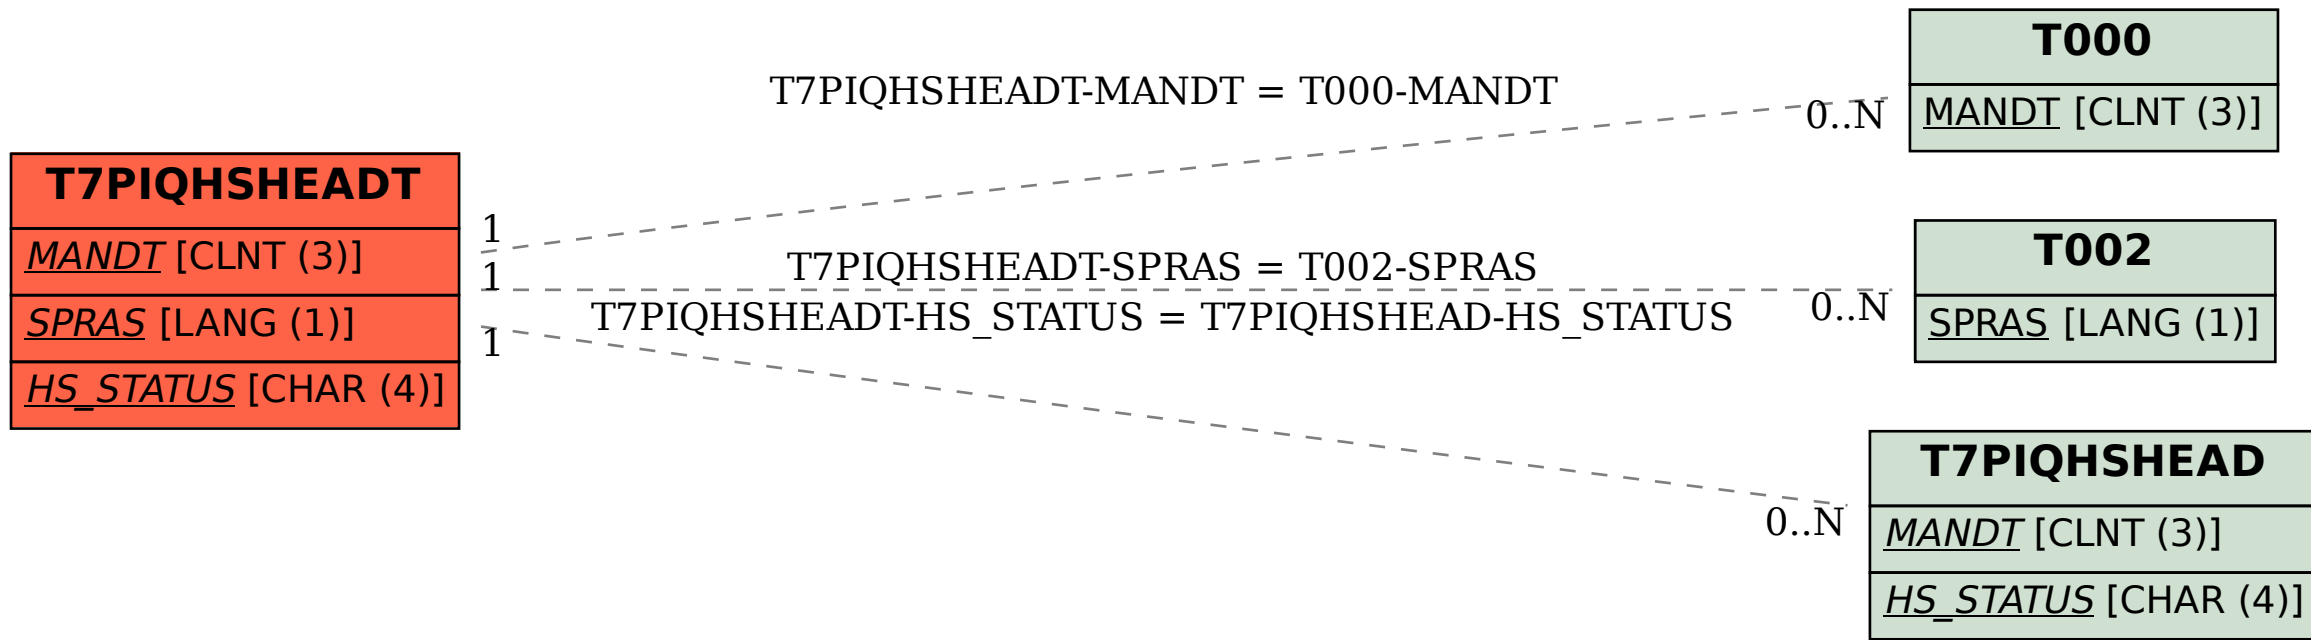 T7PIQHSHEADT
MANDT [CLNT (3)]
SPRAS [LANG (1)]
HS_STATUS [CHAR (4)]
T7PIQHSHEADT-MANDT = T000-MANDT
1
0..N
T7PIQHSHEADT-SPRAS = T002-SPRAS
1
0..N
T7PIQHSHEADT-HS_STATUS = T7PIQHSHEAD-HS_STATUS
1
0..N
T000
MANDT [CLNT (3)]
T002
SPRAS [LANG (1)]
T7PIQHSHEAD
MANDT [CLNT (3)]
HS_STATUS [CHAR (4)]